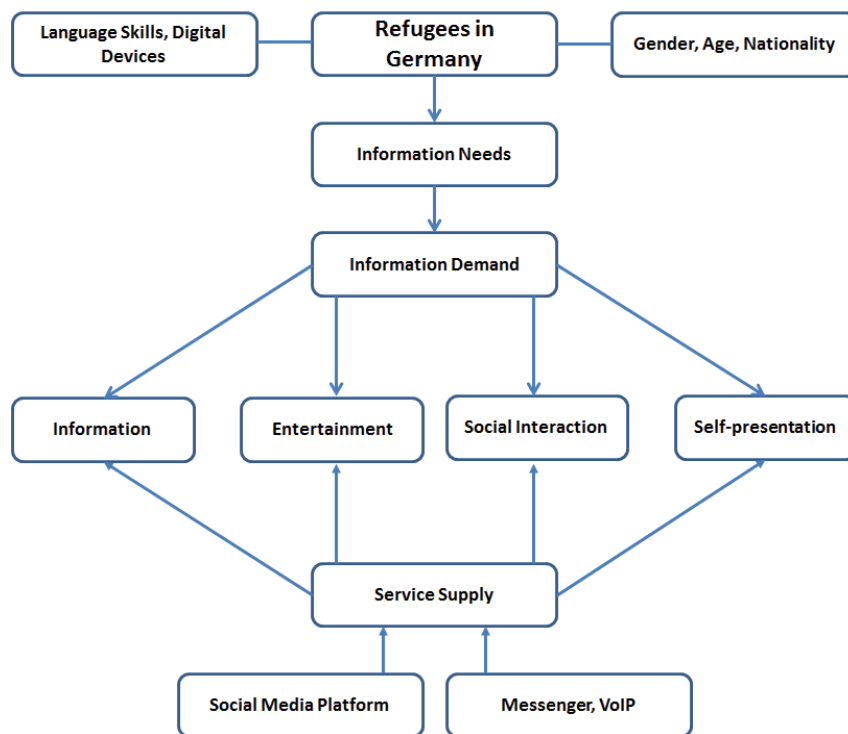 Language Skills, Digital
Devices
Refugees in
Germany
Gender, Age, Nationality
Information Needs
Information Demand
Information
Entertainment
Social Interaction
Self-presentation
Service Supply
Social Media Platform
Messenger, VoIP